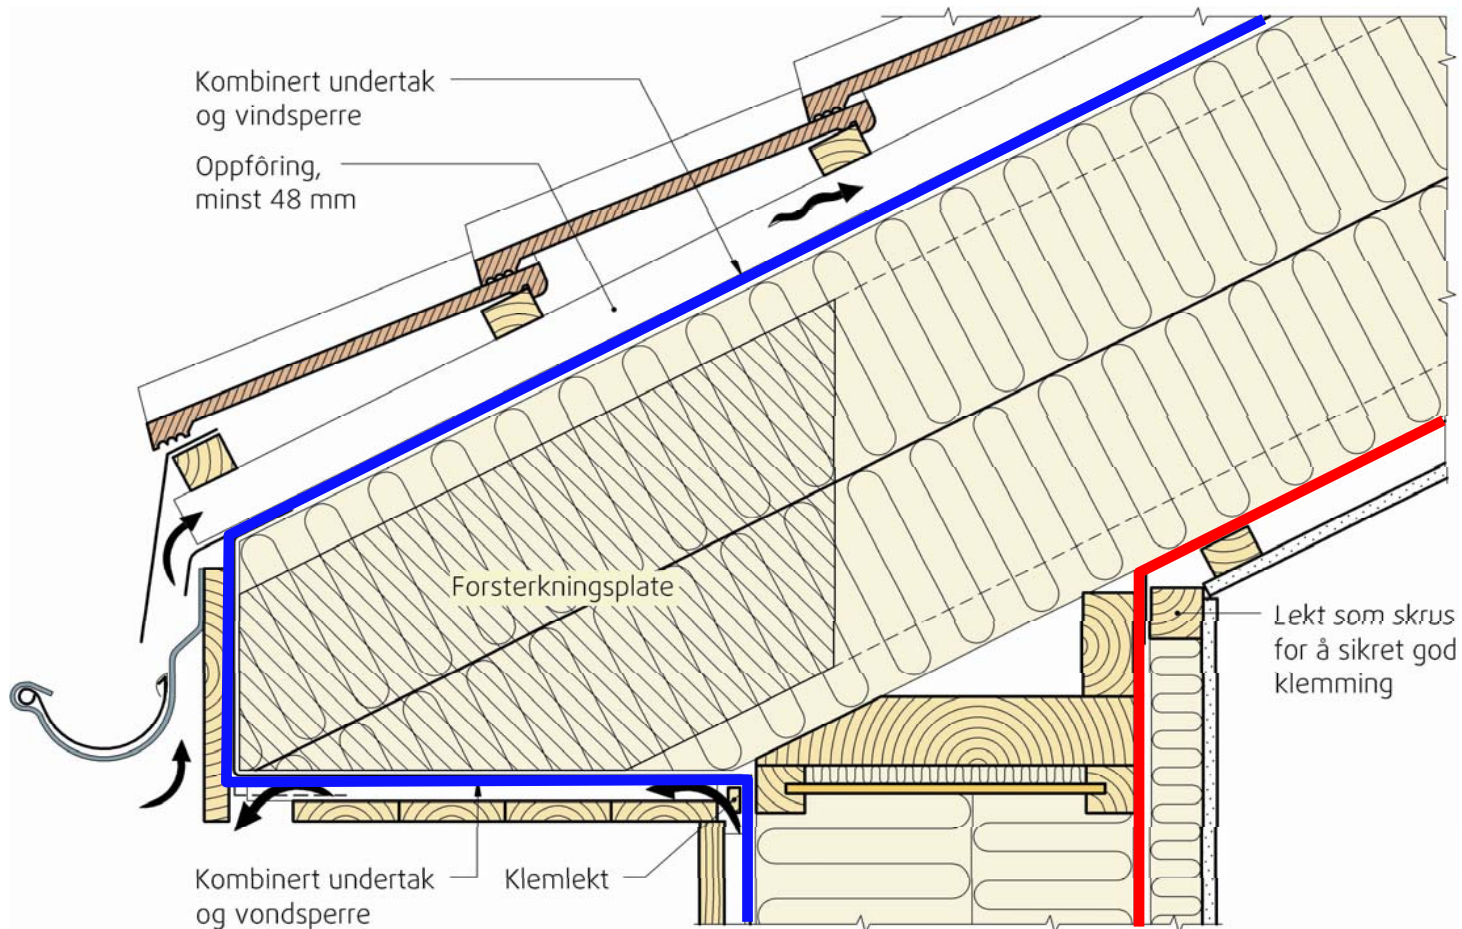 Kombinert undertak
og vindsperre
Oppfôring,
minst 48 mm
Forsterkningsplate
Lekt som skrus
for å sikret god
klemming
Kombinert undertak
og vondsperre
Klemlekt